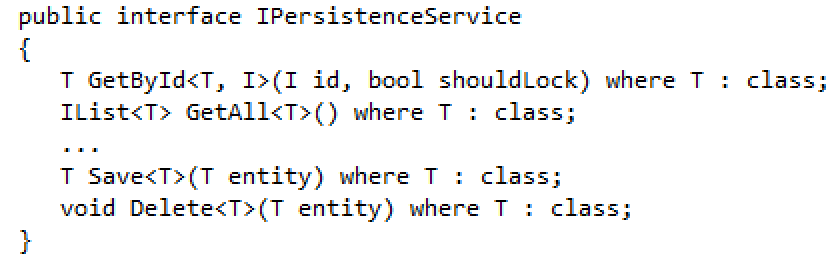 public interface IPersistenceService
{
T GetById<T, I>(I id, bool shouldLock) where T : class;
IList<T> GetAll<T>() where T : class;
...
T Save<T>(T entity) where T : class;
void Delete<T>(T entity) where T : class;
}